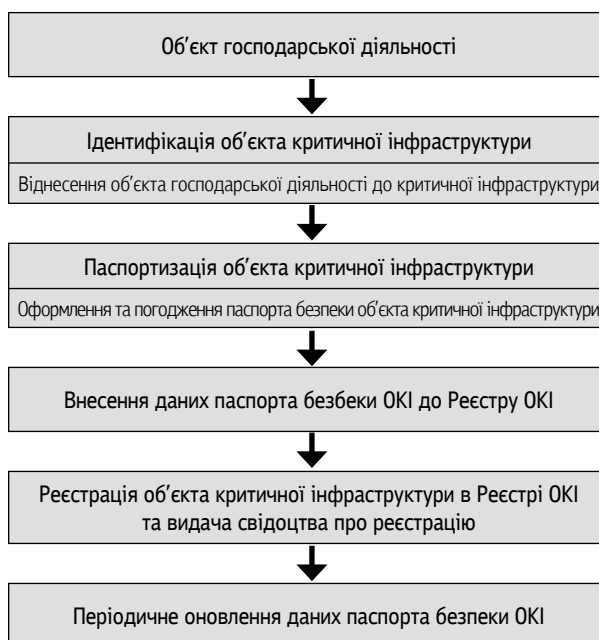 Об'єкт господарської діяльності
Ідентифікація об'єкта критичної інфраструктури
Віднесення об'єкта господарської діяльності до критичної інфраструктури
Паспортизація об'єкта критичної інфраструктури
Оформлення та погодження паспорта безпеки об'єкта критичної інфраструктури
Внесення даних паспорта безбеки ОКІ до Реєстру ОКІ
Реєстрація об'єкта критичної інфраструктури в Реєстрі ОКІ
та видача свідоцтва про реєстрацію
Періодичне оновлення даних паспорта безпеки ОКІ